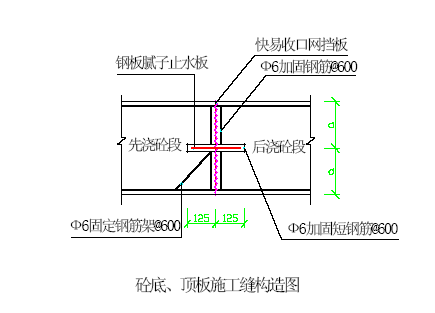 快易收口网挡板
钢板腻子止水板
Φ6加固钢筋@600
先浇砼段
后浇砼段
a
a
125
125
Φ6固定钢筋架@600
Φ6加固短钢筋@600
砼底、顶板施工缝构造图